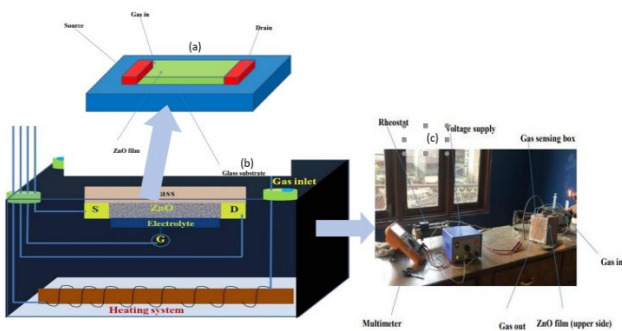 Gas in
(a)
Source
Drain
ZnO film
(b)
Glass substrate
Gas inlet
S
ZnO
D
Electrolyte
G
Heating system
Rheostat
(c)
Voltage supply
Gas sensing box
Gas in
Multimeter
Gas out
ZnO film (upper side)